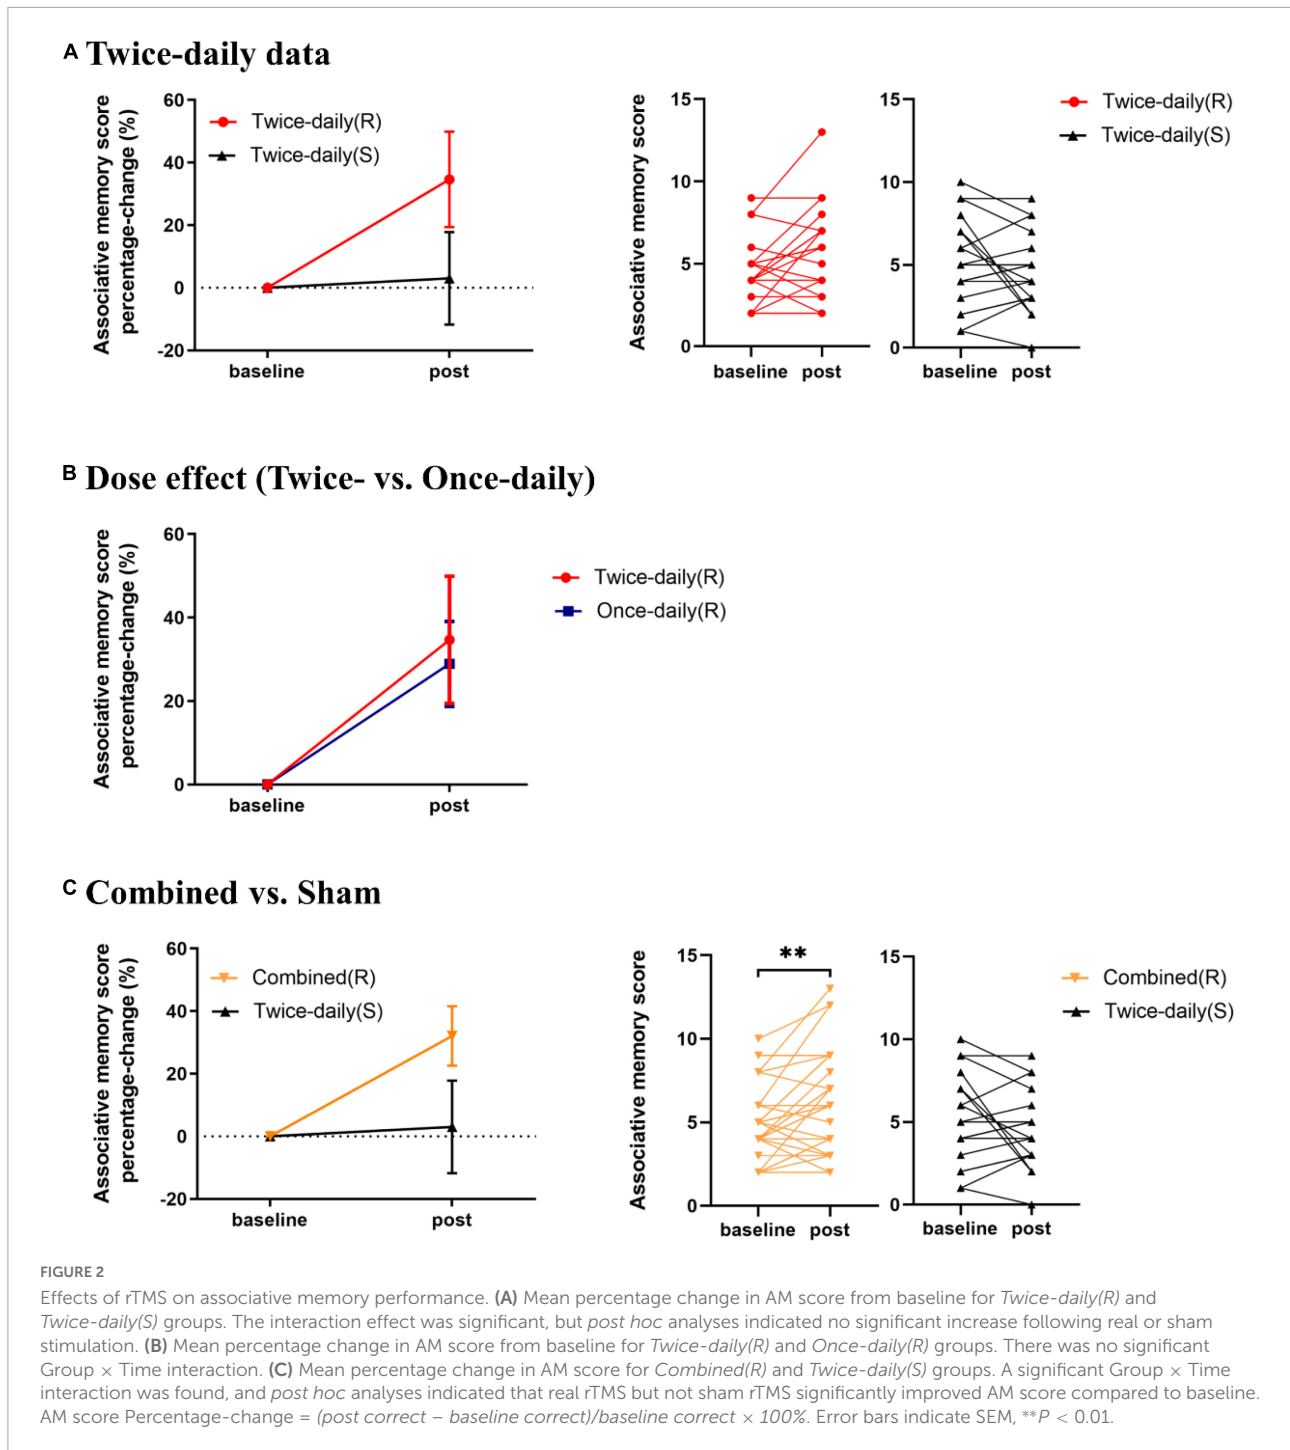 A Twice-daily data
Associative memory score
percentage-change (%)
60
40
20
0
-20
baseline
post
Twice-daily(R)
Twice-daily(S)
Associative memory score
15
10
5
0
baseline
post
15
10
5
0
baseline
post
Twice-daily(R)
Twice-daily(S)
B Dose effect (Twice- vs. Once-daily)
Associative memory score
percentage-change (%)
60
40
20
0
baseline
post
Twice-daily(R)
Once-daily(R)
C Combined vs. Sham
Associative memory score
percentage-change (%)
60
40
20
0
-20
baseline
post
Combined(R)
Twice-daily(S)
Associative memory score
15
10
5
0
**
baseline
post
15
10
5
0
baseline
post
Combined(R)
Twice-daily(S)
FIGURE 2
Effects of rTMS on associative memory performance. (A) Mean percentage change in AM score from baseline for Twice-daily(R) and
Twice-daily(S) groups. The interaction effect was significant, but post hoc analyses indicated no significant increase following real or sham
stimulation. (B) Mean percentage change in AM score from baseline for Twice-daily(R) and Once-daily(R) groups. There was no significant
Group × Time interaction. (C) Mean percentage change in AM score for Combined(R) and Twice-daily(S) groups. A significant Group × Time
interaction was found, and post hoc analyses indicated that real rTMS but not sham rTMS significantly improved AM score compared to baseline.
AM score Percentage-change = (post correct – baseline correct)/baseline correct × 100%. Error bars indicate SEM, **P < 0.01.